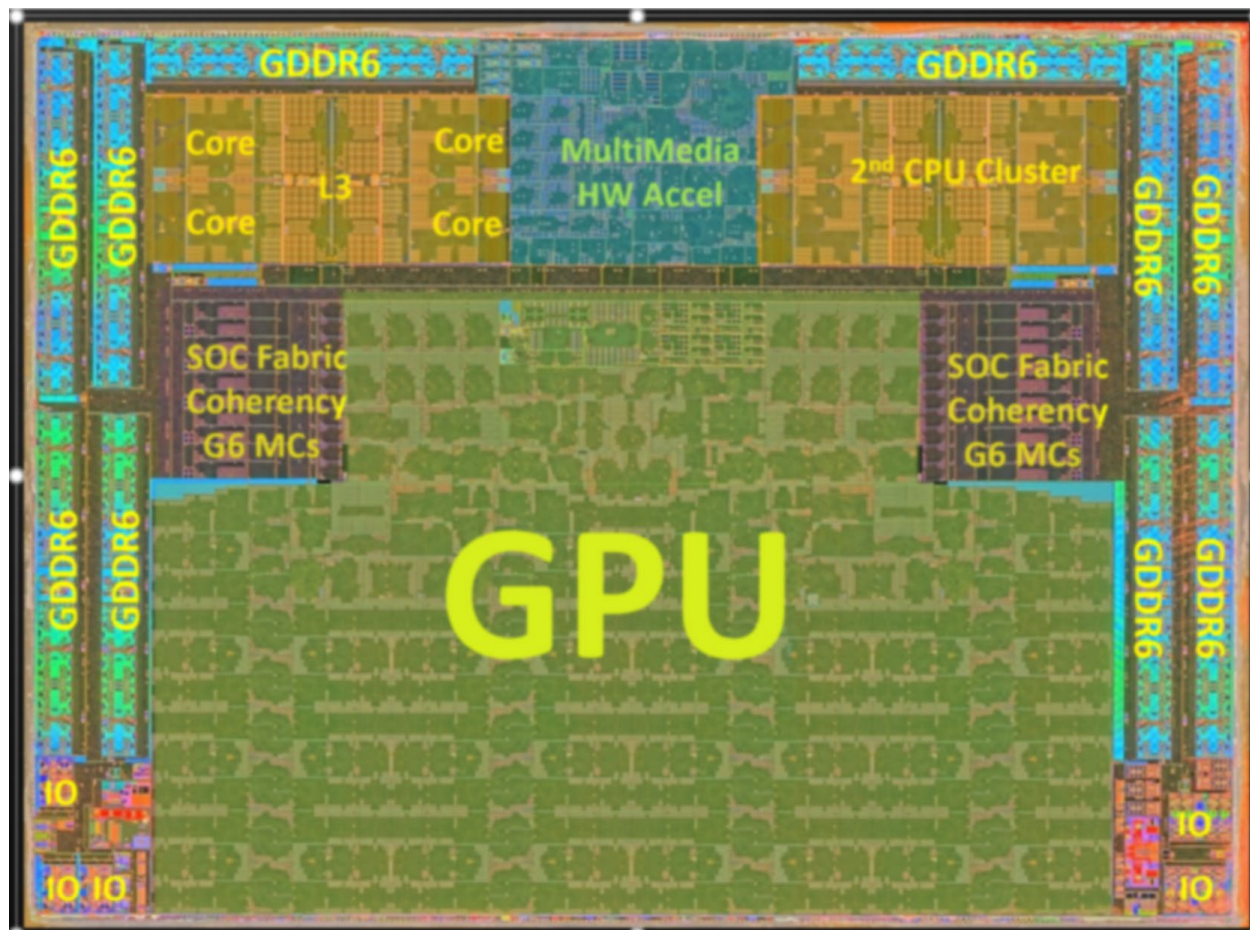 GDDR6
GDDR6
GDDR6
GDDR6
Core
Core
L3
Core
Core
MultiMedia
HW Accel
2nd CPU Cluster
GDDR6
GDDR6
SOC Fabric
Coherency
G6 MCs
SOC Fabric
Coherency
G6 MCs
GPU
GDDR6
GDDR6
GDDR6
GDDR6
IO
IO
IO
IO
IO